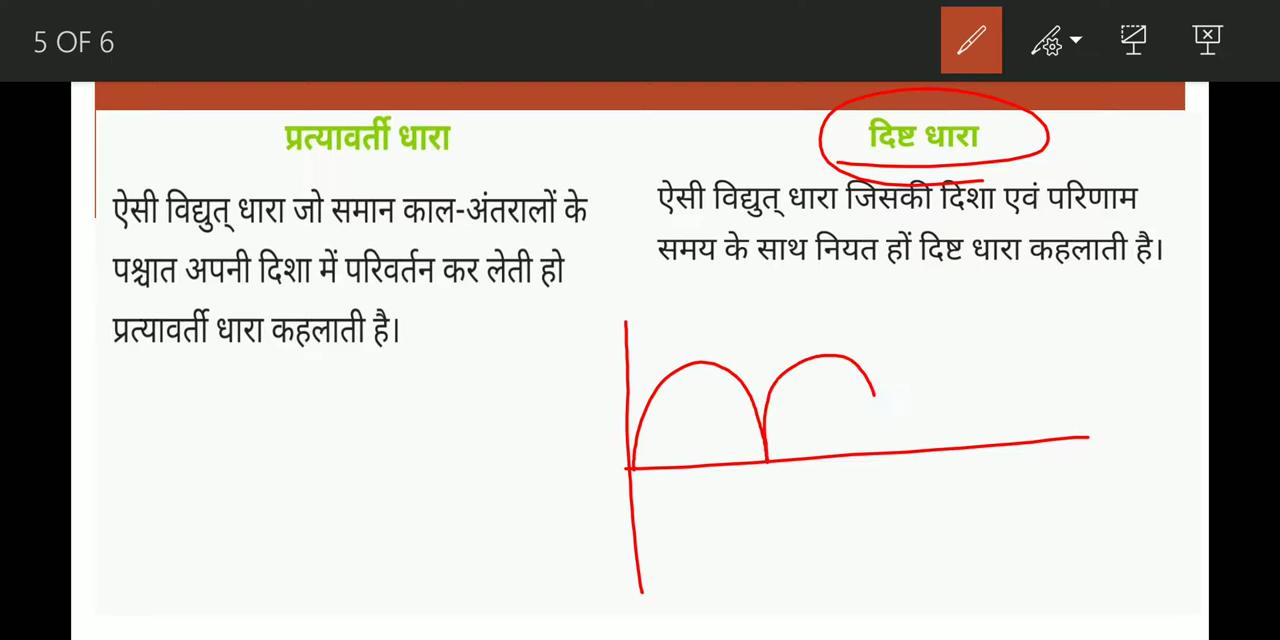 5 OF 6
प्रत्यावर्ती धारा
ऐसी विद्युत् धारा जो समान काल-अंतरालों के
पश्चात अपनी दिशा में परिवर्तन कर लेती हो
प्रत्यावर्ती धारा कहलाती है।
दिष्ट धारा
ऐसी विद्युत् धारा जिसकी दिशा एवं परिणाम
समय के साथ नियत हों दिष्ट धारा कहलाती है।